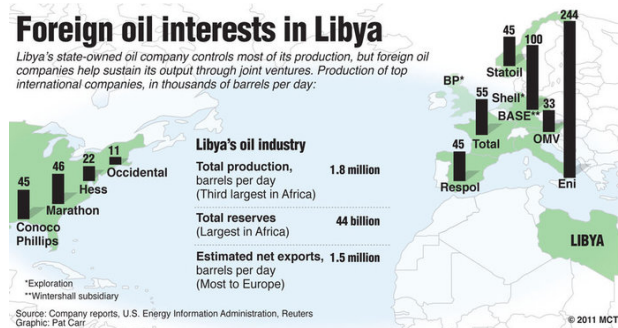 Foreign oil interests in Libya
Libya's state-owned oil company controls most of its production, but foreign oil
companies help sustain its output through joint ventures. Production of top
international companies, in thousands of barrels per day:
45
Conoco
Phillips
46
Marathon
22
Hess
11
Occidental
Libya's oil industry
Total production, 1.8 million
barrels per day
(Third largest in Africa)
Total reserves 44 billion
(Largest in Africa)
Estimated net exports, 1.5 million
barrels per day
(Most to Europe)
BP*
45
Statoil
100
Shell*
BASE**
55
Total
33
OMV
45
Respol
244
Eni
LIBYA
*Exploration
**Wintershall subsidiary
Source: Company reports, U.S. Energy Information Administration, Reuters
Graphic: Pat Carr
© 2011 MCT